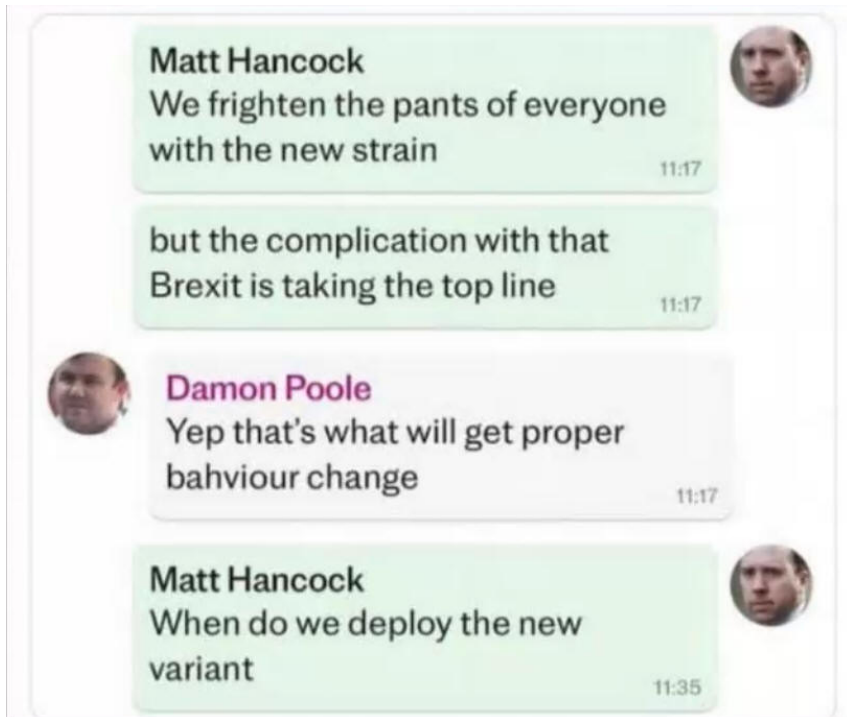 Matt Hancock
We frighten the pants of everyone
with the new strain
11:17
but the complication with that
Brexit is taking the top line
11:17
Damon Poole
Yep that's what will get proper
bahviour change
11:17
Matt Hancock
When do we deploy the new
variant
11:35